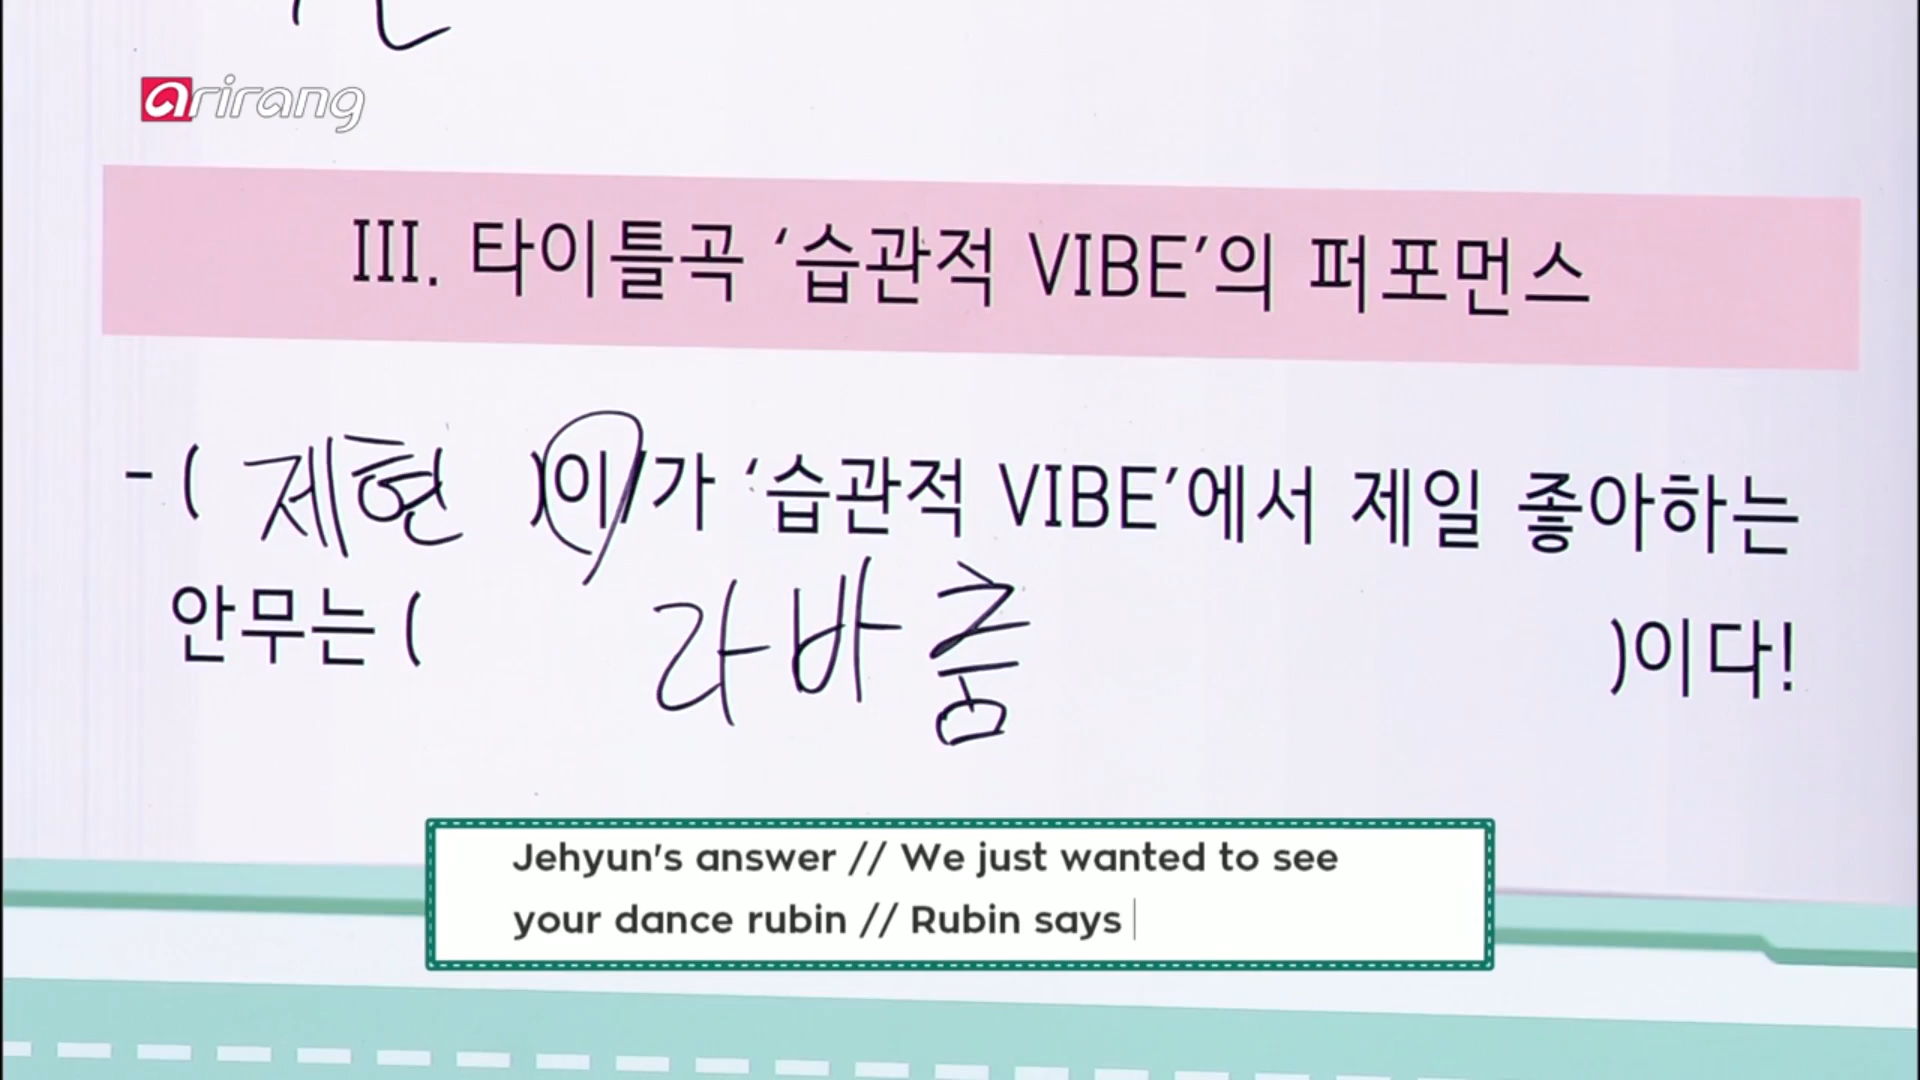 arirang
III. 타이틀곡 ‘습관적 VIBE’의 퍼포먼스
- ( 제현 )이/가 ‘습관적 VIBE’에서 제일 좋아하는
안무는 ( 라바춤 )이다!
Jehyun's answer // We just wanted to see
your dance rubin // Rubin says